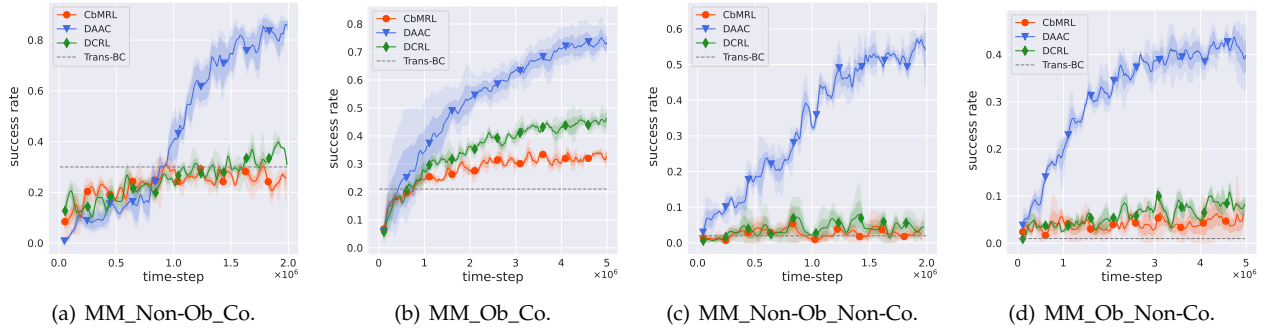 CbMRL
DAAC
DCRL
Trans-BC
success rate
0.8
0.6
0.4
0.2
0.0
0.0 0.5 1.0 1.5 2.0
time-step ×10⁶
(a) MM_Non-Ob_Co.
CbMRL
DAAC
DCRL
Trans-BC
success rate
0.8
0.7
0.6
0.5
0.4
0.3
0.2
0.1
0.0
0 1 2 3 4 5
time-step ×10⁶
(b) MM_Ob_Co.
CbMRL
DAAC
DCRL
Trans-BC
success rate
0.6
0.5
0.4
0.3
0.2
0.1
0.0
0.0 0.5 1.0 1.5 2.0
time-step ×10⁶
(c) MM_Non-Ob_Non-Co.
CbMRL
DAAC
DCRL
Trans-BC
success rate
0.4
0.3
0.2
0.1
0.0
0 1 2 3 4 5
time-step ×10⁶
(d) MM_Ob_Non-Co.